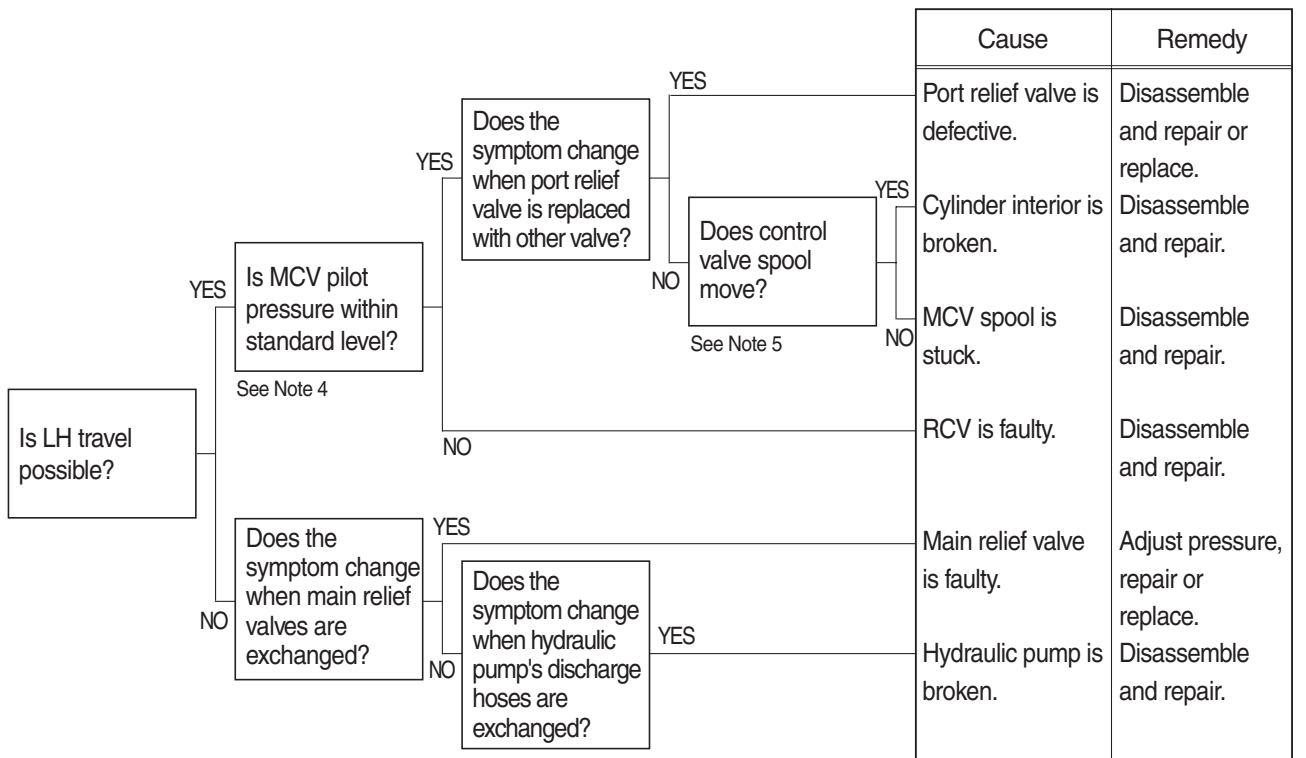 Is LH travel
possible?
YES
NO
Is MCV pilot
pressure within
standard level?
See Note 4
YES
NO
Does the
symptom change
when port relief
valve is replaced
with other valve?
YES
NO
Does control
valve spool
move?
See Note 5
YES
NO
Does the
symptom change
when main relief
valves are
exchanged?
YES
NO
Does the
symptom change
when hydraulic
pump's discharge
hoses are
exchanged?
YES
Cause
Remedy
Port relief valve is
defective.
Disassemble
and repair or
replace.
Cylinder interior is
broken.
Disassemble
and repair.
MCV spool is
stuck.
Disassemble
and repair.
RCV is faulty.
Disassemble
and repair.
Main relief valve
is faulty.
Adjust pressure,
repair or
replace.
Hydraulic pump is
broken.
Disassemble
and repair.